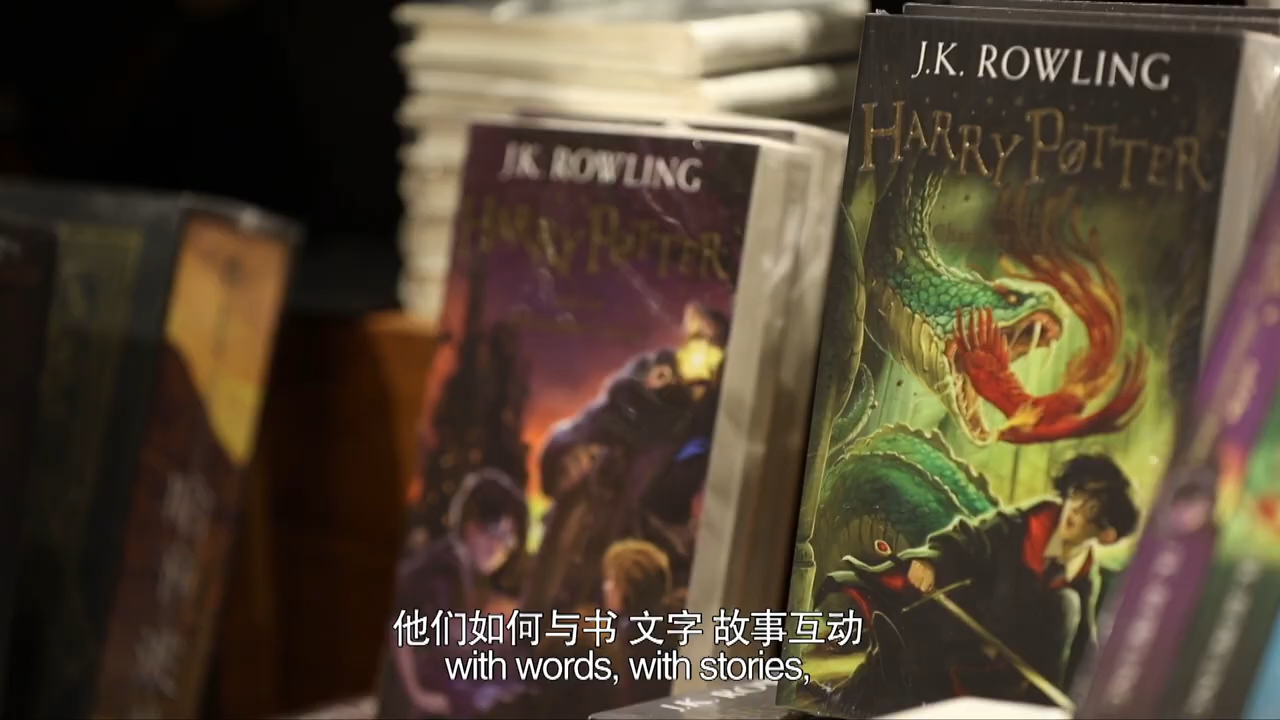 J.K. ROWLING
HARRY POTTER
J.K. ROWLING
HARRY POTTER
他们如何与书 文字 故事互动
with words, with stories,
J.K. ROWL